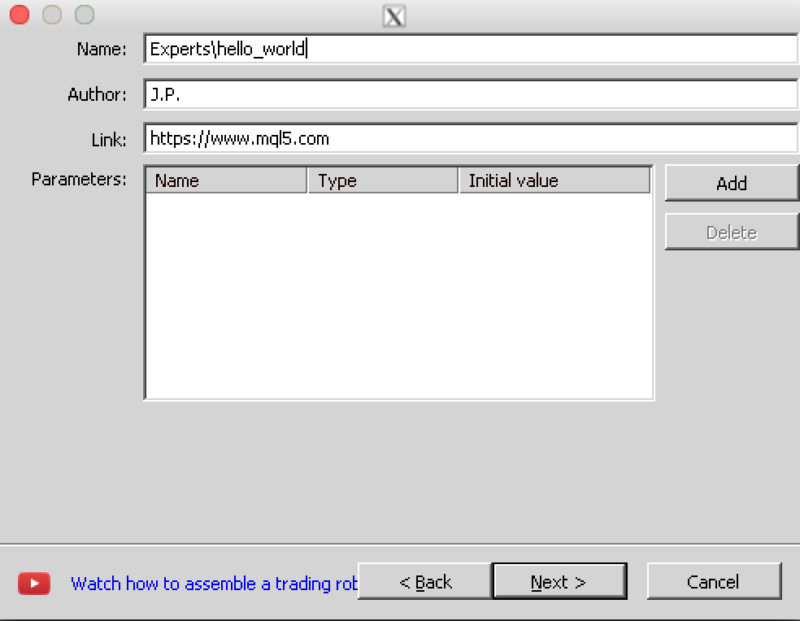 Name: Experts\hello_world
Author: J.P.
Link: https://www.mql5.com
Parameters: Name Type Initial value
Add
Delete
Watch how to assemble a trading rob
< Back Next > Cancel